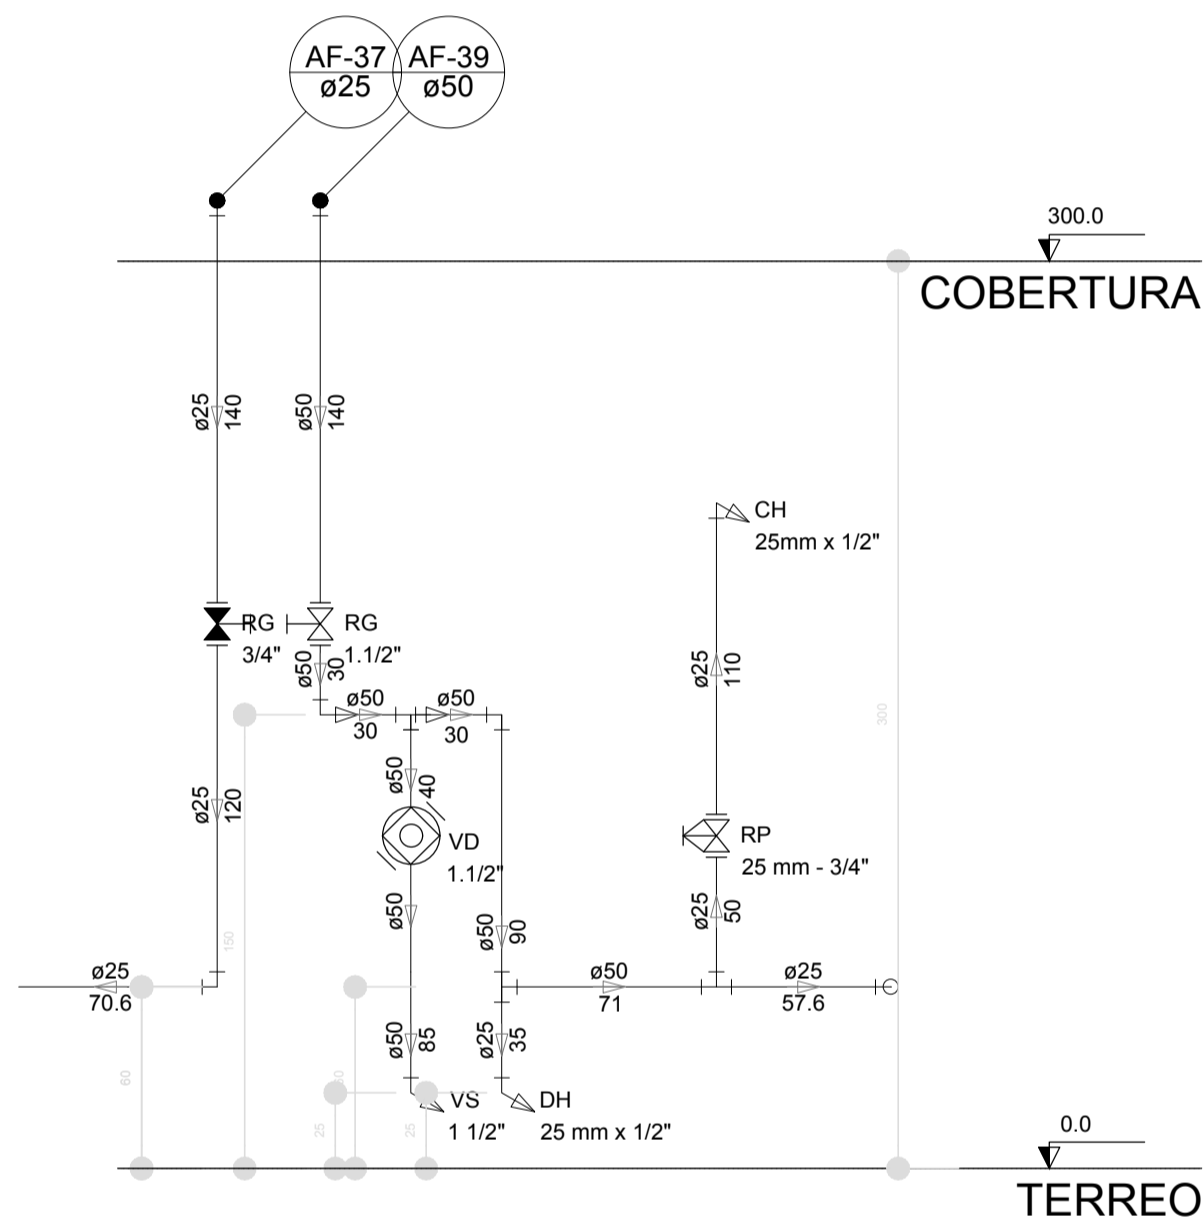 AF-37
ø25
AF-39
ø50
300.0
COBERTURA
ø25
140
ø50
140
CH
25mm x 1/2"
RG
3/4"
RG
1.1/2"
ø50
30
ø25
110
ø50
30
ø50
30
300
ø50
40
ø25
120
VD
1.1/2"
RP
25 mm - 3/4"
ø50
ø50
90
ø25
50
150
ø25
70.6
ø50
71
ø25
57.6
ø50
85
ø25
35
60
25
25
VS
1 1/2"
DH
25 mm x 1/2"
0.0
TERREO